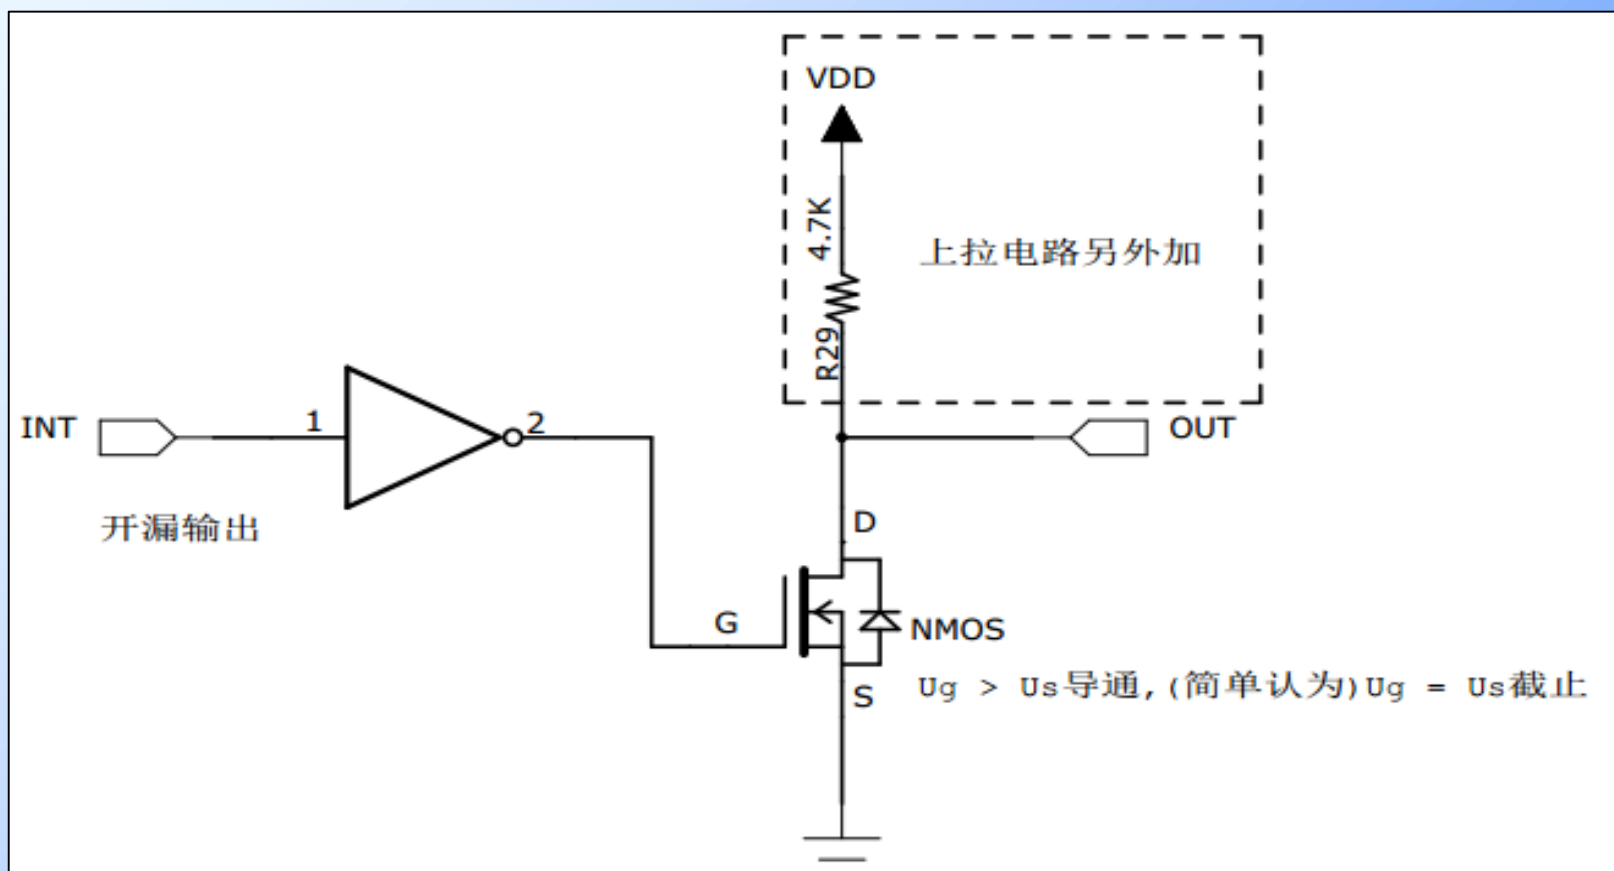 VDD
4.7K
上拉电路另外加
R29
INT
1
2
OUT
开漏输出
D
G
NMOS
S
Ug > Us导通,(简单认为)Ug = Us截止